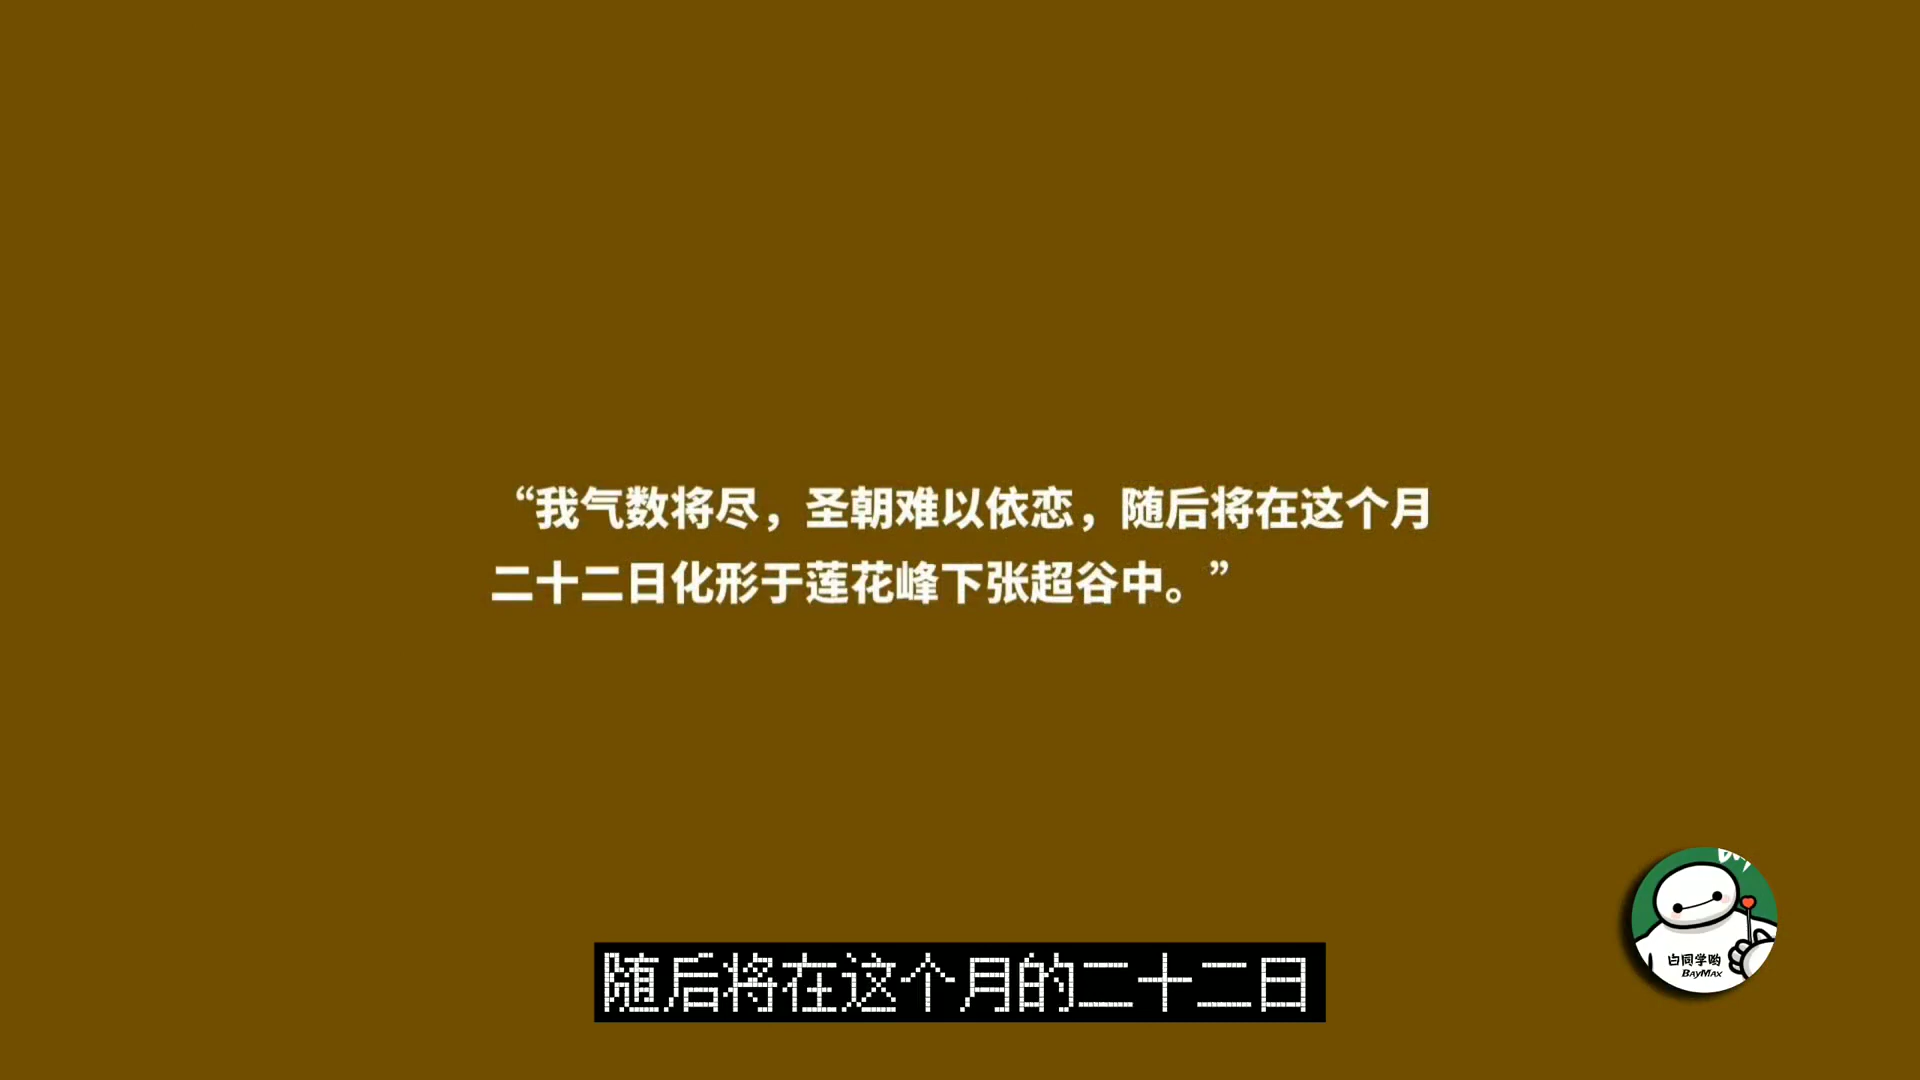 “我气数将尽，圣朝难以依恋，随后将在这个月
二十二日化形于莲花峰下张超谷中。”
随后将在这个月的二十二日
白同学哟
BAYMAX